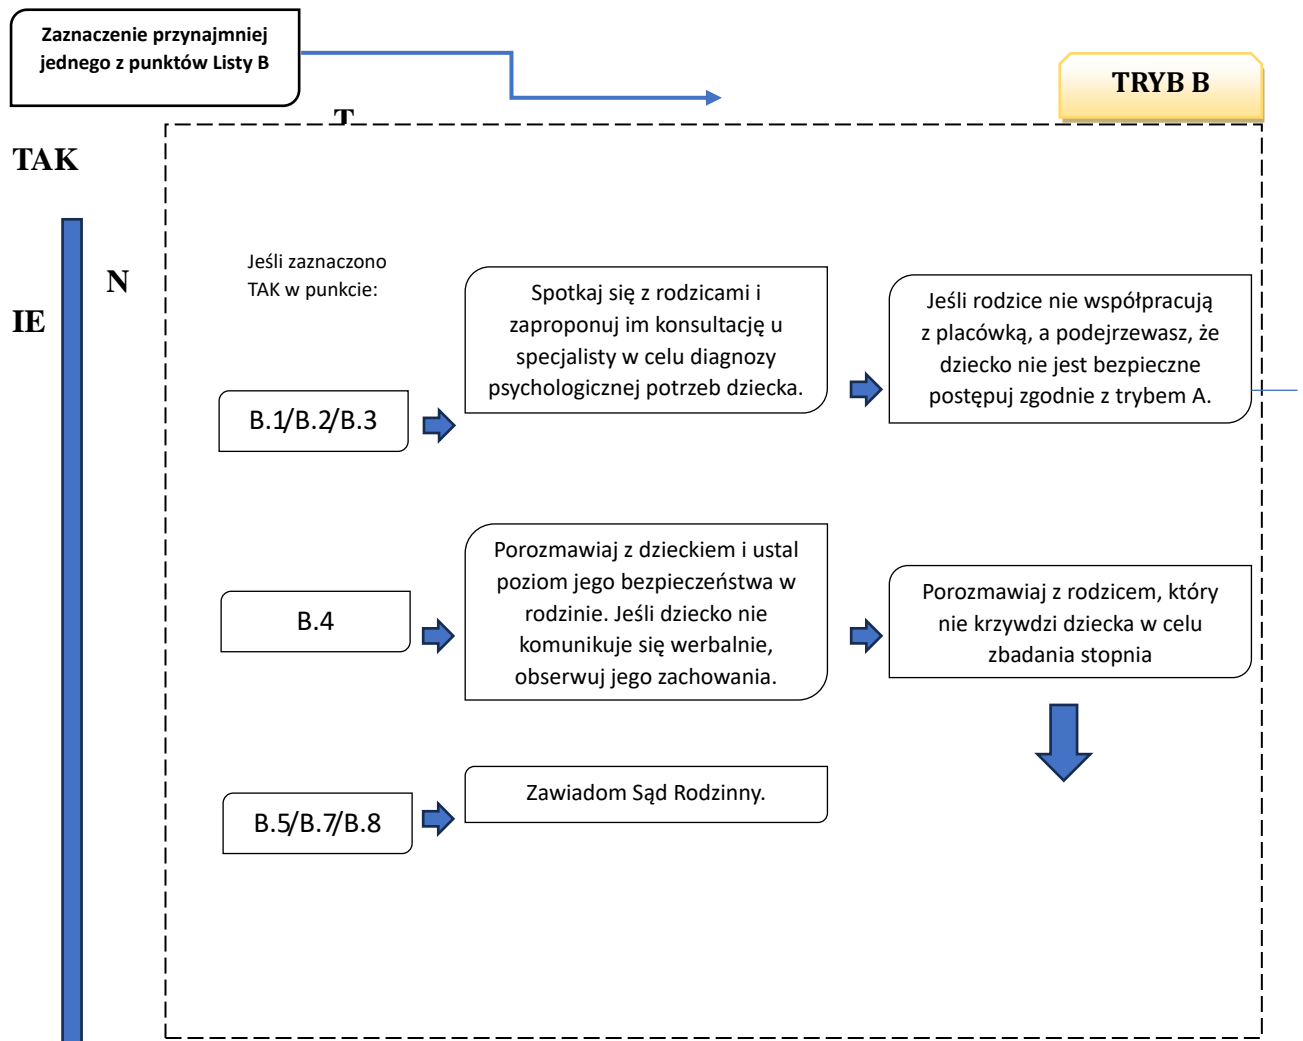 Zaznaczenie przynajmniej
jednego z punktów Listy B
TRYB B
T
TAK
N
IE
Jeśli zaznaczono
TAK w punkcie:
B.1/B.2/B.3
Spotkaj się z rodzicami i
zaproponuj im konsultację u
specjalisty w celu diagnozy
psychologicznej potrzeb dziecka.
Jeśli rodzice nie współpracują
z placówką, a podejrzewasz, że
dziecko nie jest bezpieczne
postępuj zgodnie z trybem A.
B.4
Porozmawiaj z dzieckiem i ustal
poziom jego bezpieczeństwa w
rodzinie. Jeśli dziecko nie
komunikuje się werbalnie,
obserwuj jego zachowania.
Porozmawiaj z rodzicem, który
nie krzywdzi dziecka w celu
zbadania stopnia
B.5/B.7/B.8
Zawiadom Sąd Rodzinny.